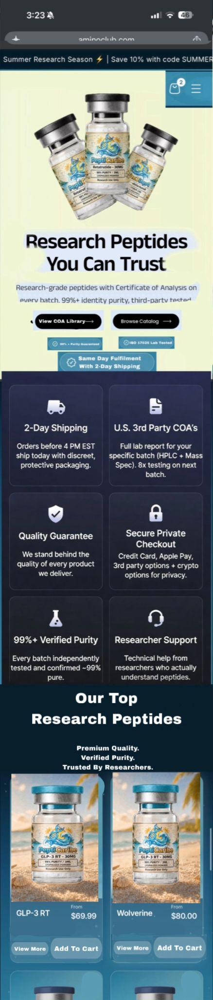 3:23
46
aminoclub.com
Summer Research Season ⚡ | Save 10% with code SUMMER
2
PeptiCaribe
Retatrutide - 30MG
99% PURITY / 3ML
LYOPHILIZED POWDER
Research Use Only
Research Peptides
You Can Trust
Research-grade peptides with Certificate of Analysis on
every batch. 99%+ identity purity, third-party tested
View COA Library→
Browse Catalog →
99% + Purity Guaranteed
ISO 17025 Lab Tested
Same Day Fulfilment
With 2-Day Shipping
2-Day Shipping
Orders before 4 PM EST
ship today with discreet,
protective packaging.
U.S. 3rd Party COA's
Full lab report for your
specific batch (HPLC + Mass
Spec). 8x testing on next
batch.
Quality Guarantee
We stand behind the
quality of every product
we deliver.
Secure Private
Checkout
Credit Card, Apple Pay,
3rd party options + crypto
options for privacy.
99%+ Verified Purity
Every batch independently
tested and confirmed ~99%
pure.
Researcher Support
Technical help from
researchers who actually
understand peptides.
Our Top
Research Peptides
Premium Quality.
Verified Purity.
Trusted By Researchers.
PeptiCaribe
GLP-3 RT - 30MG
99% PURITY / 3ML
LYOPHILIZED POWDER
Research Use Only
GLP-3 RT
From
$69.99
View More
Add To Cart
PeptiCaribe
GLP-3 RT - 30MG
99% PURITY / 3ML
LYOPHILIZED POWDER
Research Use Only
Wolverine
From
$80.00
View More
Add To Cart